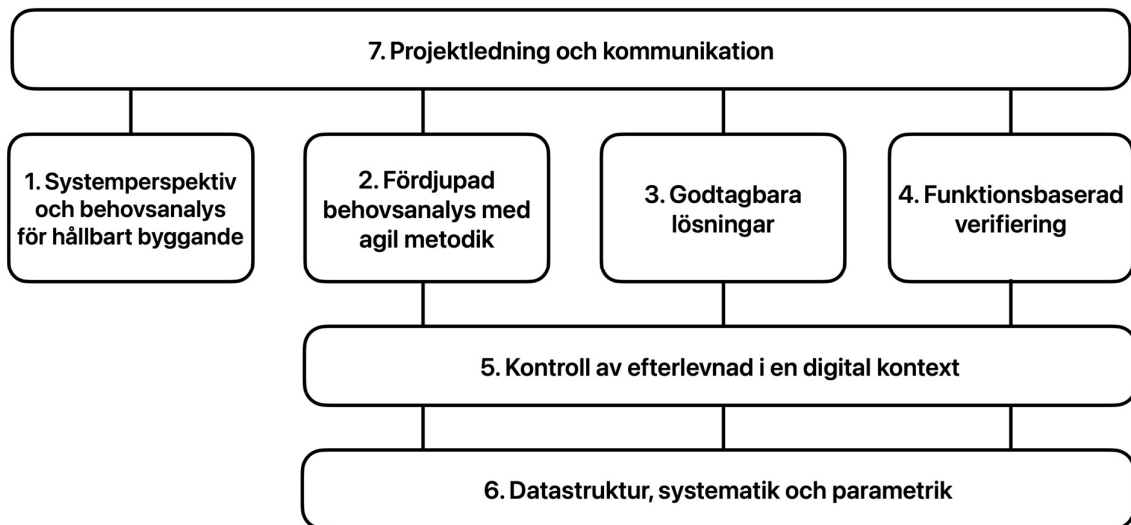 7. Projektledning och kommunikation
1. Systemperspektiv
och behovsanalys
för hållbart byggande
2. Fördjupad
behovsanalys med
agil metodik
3. Godtagbara
lösningar
4. Funktionsbaserad
verifiering
5. Kontroll av efterlevnad i en digital kontext
6. Datastruktur, systematik och parametrik